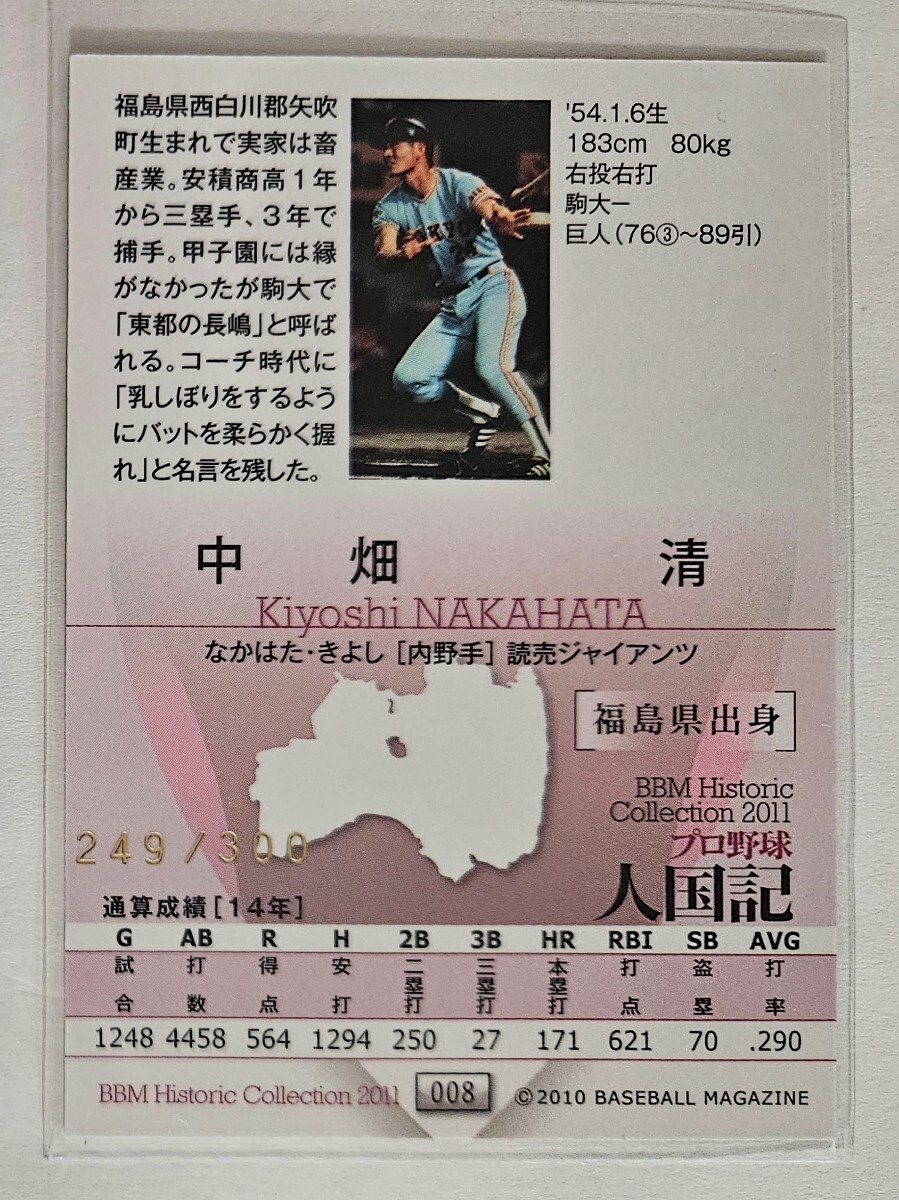 福島県西白川郡矢吹
町生まれで実家は畜
産業。安積商高1年
から三塁手、3年で
捕手。甲子園には縁
がなかったが駒大で
「東都の長嶋」と呼ば
れる。コーチ時代に
「乳しぼりをするよう
にバットを柔らかく握
れ」と名言を残した。
'54.1.6生
183cm 80kg
右投右打
駒大ー
巨人(76③〜89引)
中畑 清
Kiyoshi NAKAHATA
なかはた・きよし [内野手] 読売ジャイアンツ
[福島県出身]
BBM Historic
Collection 2011
プロ野球
人国記
249/300
通算成績[14年]
G AB R H 2B 3B HR RBI SB AVG
試合 打数 得点 安打 二塁打 三塁打 本塁打 打点 盗塁 打率
1248 4458 564 1294 250 27 171 621 70 .290
BBM Historic Collection 2011 008 ©2010 BASEBALL MAGAZINE